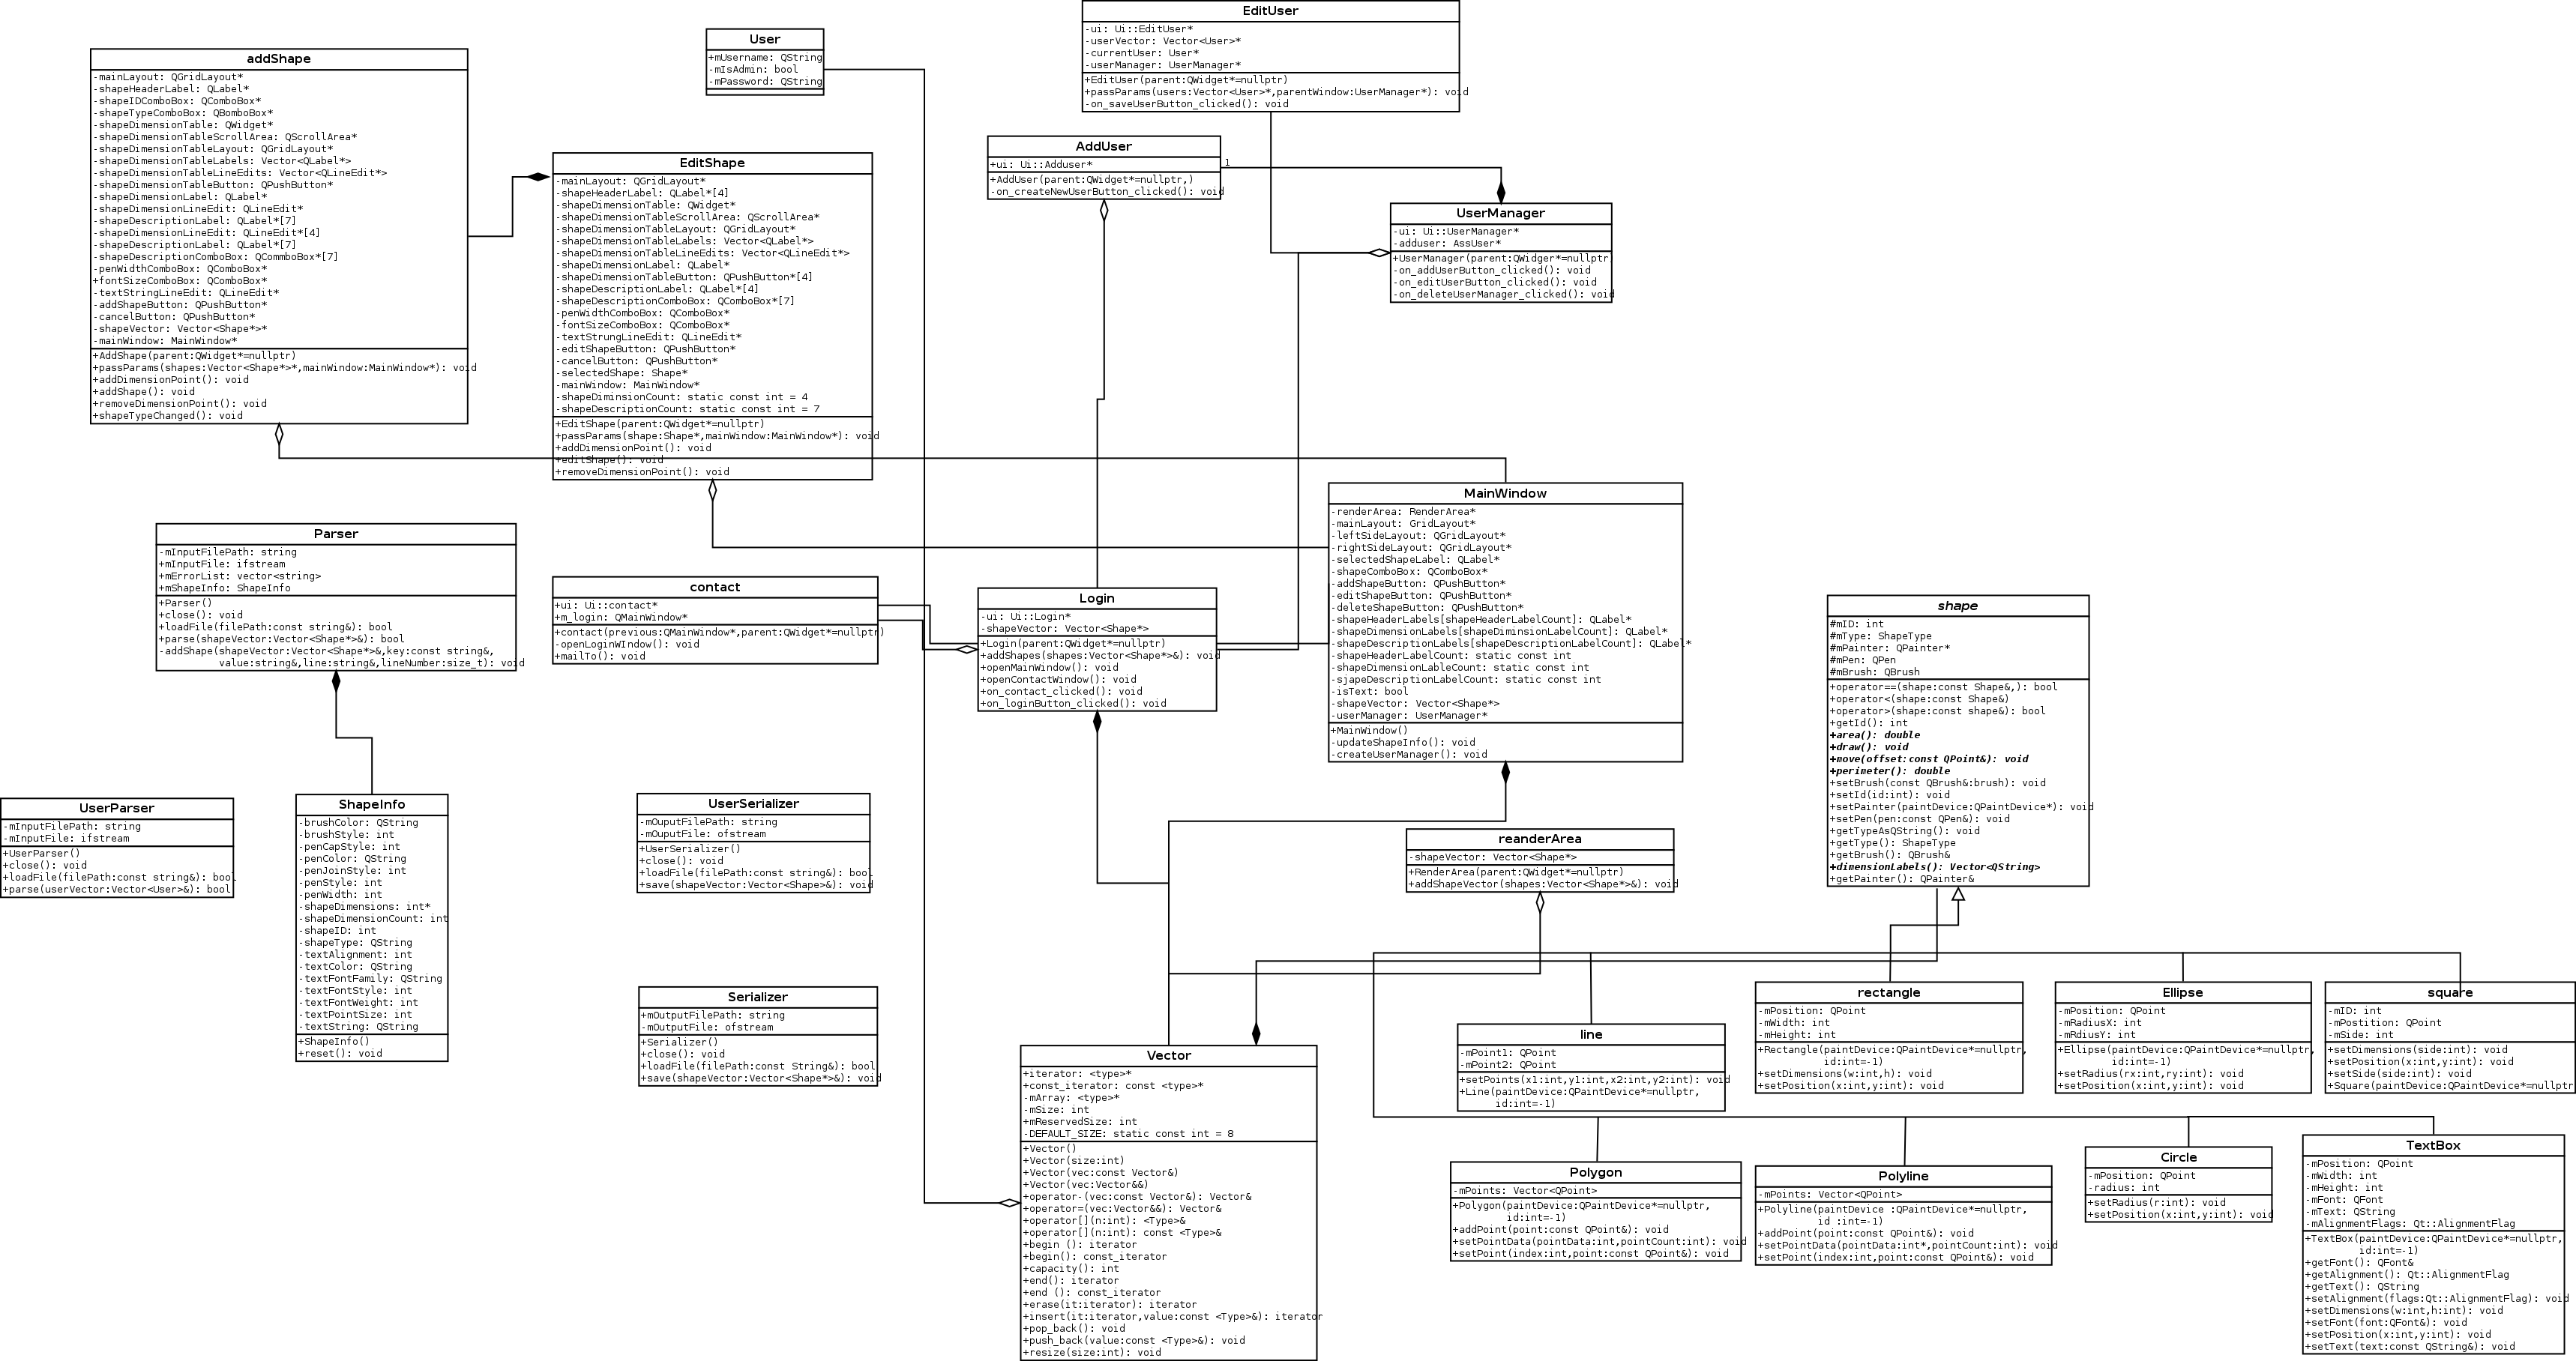 EditUser
-ui: Ui::EditUser*
-userVector: Vector<User>*
-currentUser: User*
-userManager: UserManager*
+EditUser(parent:QWidget*=nullptr)
+passParams(users:Vector<User>*,parentWindow:UserManager*): void
-on_saveUserButton_clicked(): void
User
+mUsername: QString
-mIsAdmin: bool
-mPassword: QString
addShape
-mainLayout: QGridLayout*
-shapeHeaderLabel: QLabel*
-shapeIDComboBox: QComboBox*
-shapeTypeComboBox: QBomboBox*
-shapeDimensionTable: QWidget*
-shapeDimensionTableScrollArea: QScrollArea*
-shapeDimensionTableLayout: QGridLayout*
-shapeDimensionTableLabels: Vector<QLabel*>
-shapeDimensionTableLineEdits: Vector<QLineEdit*>
-shapeDimensionTableButton: QPushButton*
-shapeDimensionLabel: QLabel*
-shapeDimensionLineEdit: QLineEdit*
-shapeDescriptionLabel: QLabel*[7]
-shapeDimensionLineEdit: QLineEdit*[4]
-shapeDescriptionLabel: QLabel*[7]
-shapeDescriptionComboBox: QCommboBox*[7]
-penWidthComboBox: QComboBox*
+fontSizeComboBox: QComboBox*
-textStringLineEdit: QLineEdit*
-addShapeButton: QPushButton*
-cancelButton: QPushButton*
-shapeVector: Vector<Shape*>*
-mainWindow: MainWindow*
+AddShape(parent:QWidget*=nullptr)
+passParams(shapes:Vector<Shape*>*,mainWindow:MainWindow*): void
+addDimensionPoint(): void
+addShape(): void
+removeDimensionPoint(): void
+shapeTypeChanged(): void
EditShape
-mainLayout: QGridLayout*
-shapeHeaderLabel: QLabel*[4]
-shapeDimensionTable: QWidget*
-shapeDimensionTableScrollArea: QScrollArea*
-shapeDimensionTableLayout: QGridLayout*
-shapeDimensionTableLabels: Vector<QLabel*>
-shapeDimensionTableLineEdits: Vector<QLineEdit*>
-shapeDimensionLabel: QLabel*
-shapeDimensionTableButton: QPushButton*[4]
-shapeDescriptionLabel: QLabel*[4]
-shapeDescriptionComboBox: QComboBox*[7]
-penWidthComboBox: QComboBox*
-fontSizeComboBox: QComboBox*
-textStrungLineEdit: QLineEdit*
-editShapeButton: QPushButton*
-cancelButton: QPushButton*
-selectedShape: Shape*
-mainWindow: MainWindow*
-shapeDiminsionCount: static const int = 4
-shapeDescriptionCount: static const int = 7
+EditShape(parent:QWidget*=nullptr)
+passParams(shape:Shape*,mainWindow:MainWindow*): void
+addDimensionPoint(): void
+editShape(): void
+removeDimensionPoint(): void
AddUser
+ui: Ui::Adduser*
+AddUser(parent:QWidget*=nullptr,)
-on_createNewUserButton_clicked(): void
1
UserManager
-ui: Ui::UserManager*
-adduser: AssUser*
+UserManager(parent:QWidger*=nullptr
-on_addUserButton_clicked(): void
-on_editUserButton_clicked(): void
-on_deleteUserManager_clicked(): void
MainWindow
-renderArea: RenderArea*
-mainLayout: GridLayout*
-leftSideLayout: QGridLayout*
-rightSideLayout: QGridLayout*
-selectedShapeLabel: QLabel*
-shapeComboBox: QComboBox*
-addShapeButton: QPushButton*
-editShapeButton: QPushButton*
-deleteShapeButton: QPushButton*
-shapeHeaderLabels[shapeHeaderLabelCount]: QLabel*
-shapeDimensionLabels[shapeDiminsionLabelCount]: QLabel*
-shapeDescriptionLabels[shapeDescriptionLabelCount]: QLabel*
-shapeHeaderLabelCount: static const int
-shapeDimensionLableCount: static const int
-sjapeDescriptionLabelCount: static const int
-isText: bool
-shapeVector: Vector<Shape*>
-userManager: UserManager*
+MainWindow()
-updateShapeInfo(): void
-createUserManager(): void
Parser
-mInputFilePath: string
+mInputFile: ifstream
+mErrorList: vector<string>
+mShapeInfo: ShapeInfo
+Parser()
+close(): void
+loadFile(filePath:const string&): bool
+parse(shapeVector:Vector<Shape*>&): bool
-addShape(shapeVector:Vector<Shape*>&,key:const string&,
value:string&,line:string&,lineNumber:size_t): void
contact
+ui: Ui::contact*
+m_login: QMainWindow*
+contact(previous:QMainWindow*,parent:QWidget*=nullptr)
-openLoginWIndow(): void
+mailTo(): void
Login
-ui: Ui::Login*
-shapeVector: Vector<Shape*>
+Login(parent:QWidget*=nullptr)
+addShapes(shapes:Vector<Shape*>&): void
+openMainWindow(): void
+openContactWindow(): void
+on_contact_clicked(): void
+on_loginButton_clicked(): void
shape
#mID: int
#mType: ShapeType
#mPainter: QPainter*
#mPen: QPen
#mBrush: QBrush
+operator==(shape:const Shape&,): bool
+operator<(shape:const Shape&)
+operator>(shape:const shape&): bool
+getId(): int
+area(): double
+draw(): void
+move(offset:const QPoint&): void
+perimeter(): double
+setBrush(const QBrush&:brush): void
+setId(id:int): void
+setPainter(paintDevice:QPaintDevice*): void
+setPen(pen:const QPen&): void
+getTypeAsQString(): void
+getType(): ShapeType
+getBrush(): QBrush&
+dimensionLabels(): Vector<QString>
+getPainter(): QPainter&
UserParser
-mInputFilePath: string
-mInputFile: ifstream
+UserParser()
+close(): void
+loadFile(filePath:const string&): bool
+parse(userVector:Vector<User>&): bool
ShapeInfo
-brushColor: QString
-brushStyle: int
-penCapStyle: int
-penColor: QString
-penJoinStyle: int
-penStyle: int
-penWidth: int
-shapeDimensions: int*
-shapeDimensionCount: int
-shapeID: int
-shapeType: QString
-textAlignment: int
-textColor: QString
-textFontFamily: QString
-textFontStyle: int
-textFontWeight: int
-textPointSize: int
-textString: QString
+ShapeInfo()
+reset(): void
UserSerializer
-mOuputFilePath: string
-mOuputFile: ofstream
+UserSerializer()
+close(): void
+loadFile(filePath:const string&): bool
+save(shapeVector:Vector<Shape>&): void
reanderArea
-shapeVector: Vector<Shape*>
+RenderArea(parent:QWidget*=nullptr)
+addShapeVector(shapes:Vector<Shape*>&): void
Serializer
+mOutputFilePath: string
-mOutputFile: ofstream
+Serializer()
+close(): void
+loadFile(filePath:const String&): bool
+save(shapeVector:Vector<Shape*>&): void
Vector
+iterator: <type>*
+const_iterator: const <type>*
-mArray: <type>*
-mSize: int
+mReservedSize: int
-DEFAULT_SIZE: static const int = 8
+Vector()
+Vector(size:int)
+Vector(vec:const Vector&)
+Vector(vec:Vector&&)
+operator-(vec:const Vector&): Vector&
+operator=(vec:Vector&&): Vector&
+operator[](n:int): <Type>&
+operator[](n:int): const <Type>&
+begin (): iterator
+begin(): const_iterator
+capacity(): int
+end(): iterator
+end (): const_iterator
+erase(it:iterator): iterator
+insert(it:iterator,value:const <Type>&): iterator
+pop_back(): void
+push_back(value:const <Type>&): void
+resize(size:int): void
line
-mPoint1: QPoint
-mPoint2: QPoint
+setPoints(x1:int,y1:int,x2:int,y2:int): void
+Line(paintDevice:QPaintDevice*=nullptr,
id:int=-1)
rectangle
-mPosition: QPoint
-mWidth: int
-mHeight: int
+Rectangle(paintDevice:QPaintDevice*=nullptr,
id:int=-1)
+setDimensions(w:int,h): void
+setPosition(x:int,y:int): void
Ellipse
-mPosition: QPoint
-mRadiusX: int
-mRdiusY: int
+Ellipse(paintDevice:QPaintDevice*=nullptr,
id:int=-1)
+setRadius(rx:int,ry:int): void
+setPosition(x:int,y:int): void
square
-mID: int
-mPostition: QPoint
-mSide: int
+setDimensions(side:int): void
+setPosition(x:int,y:int): void
+setSide(side:int): void
+Square(paintDevice:QPaintDevice*=nullptr
Polygon
-mPoints: Vector<QPoint>
+Polygon(paintDevice:QPaintDevice*=nullptr,
id:int=-1)
+addPoint(point:const QPoint&): void
+setPointData(pointData:int,pointCount:int): void
+setPoint(index:int,point:const QPoint&): void
Polyline
-mPoints: Vector<QPoint>
+Polyline(paintDevice :QPaintDevice*=nullptr,
id :int=-1)
+addPoint(point:const QPoint&): void
+setPointData(pointData:int*,pointCount:int): void
+setPoint(index:int,point:const QPoint&): void
Circle
-mPosition: QPoint
-radius: int
+setRadius(r:int): void
+setPosition(x:int,y:int): void
TextBox
-mPosition: QPoint
-mWidth: int
-mHeight: int
-mFont: QFont
-mText: QString
-mAlignmentFlags: Qt::AlignmentFlag
+TextBox(paintDevice:QPaintDevice*=nullptr,
id:int=-1)
+getFont(): QFont&
+getAlignment(): Qt::AlignmentFlag
+getText(): QString
+setAlignment(flags:Qt::AlignmentFlag): void
+setDimensions(w:int,h:int): void
+setFont(font:QFont&): void
+setPosition(x:int,y:int): void
+setText(text:const QString&): void